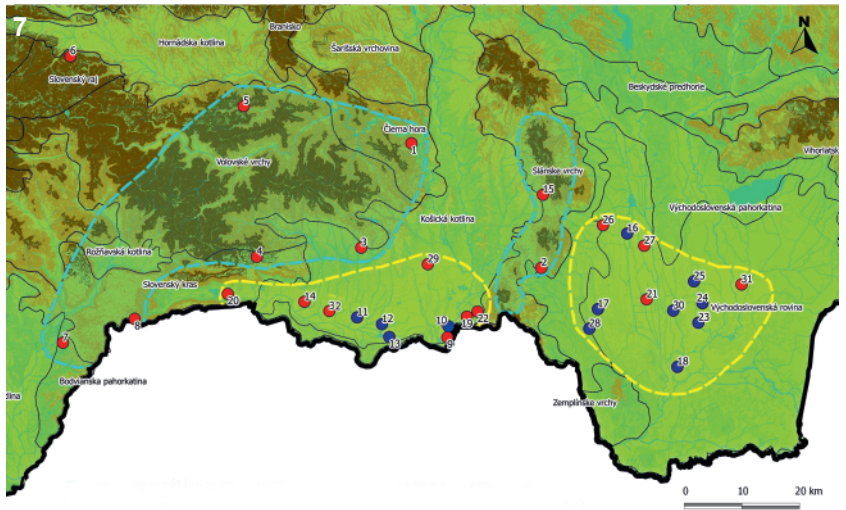 7
N
Branisko
Hornádska kotlina
Šarišská vrchovina
6
Slovenský raj
Beskydské predhorie
5
Čierna hora
1
Vihorlatsk
Volovské vrchy
Slánske vrchy
15
Východoslovenská pahorkatina
Košická kotlina
26
16
27
Rožňavská kotlina
4
3
29
2
Slovenský kras
25
31
20
14
32
21
24
Východoslovenská rovina
8
11
12
10
19
22
17
30
23
28
7
13
9
18
Bodvianska pahorkatina
dlina
Zemplínske vrchy
0 10 20 km